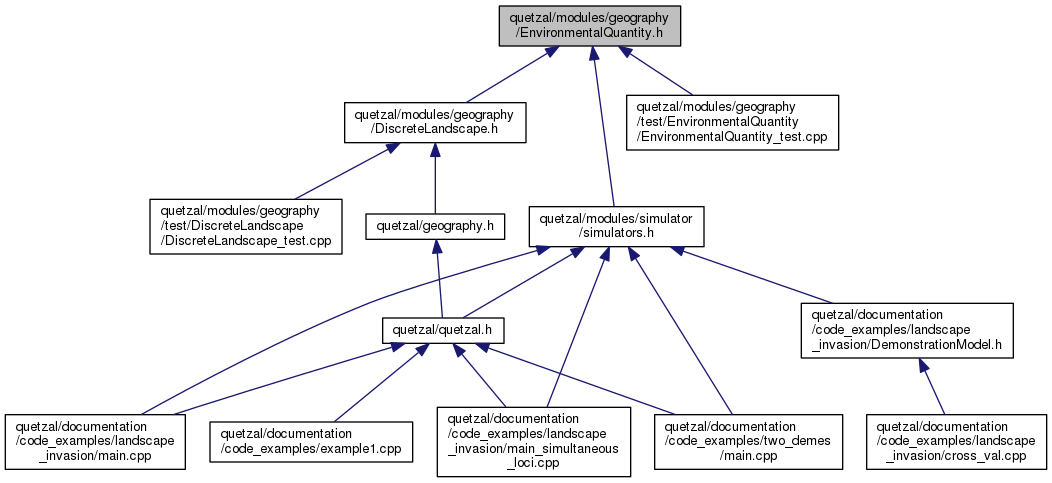 quetzal/modules/geography
/EnvironmentalQuantity.h
quetzal/modules/geography
/DiscreteLandscape.h
quetzal/modules/geography
/test/EnvironmentalQuantity
/EnvironmentalQuantity_test.cpp
quetzal/modules/geography
/test/DiscreteLandscape
/DiscreteLandscape_test.cpp
quetzal/geography.h
quetzal/modules/simulator
/simulators.h
quetzal/quetzal.h
quetzal/documentation
/code_examples/landscape
_invasion/DemonstrationModel.h
quetzal/documentation
/code_examples/landscape
_invasion/main.cpp
quetzal/documentation
/code_examples/example1.cpp
quetzal/documentation
/code_examples/landscape
_invasion/main_simultaneous
_loci.cpp
quetzal/documentation
/code_examples/two_demes
/main.cpp
quetzal/documentation
/code_examples/landscape
_invasion/cross_val.cpp